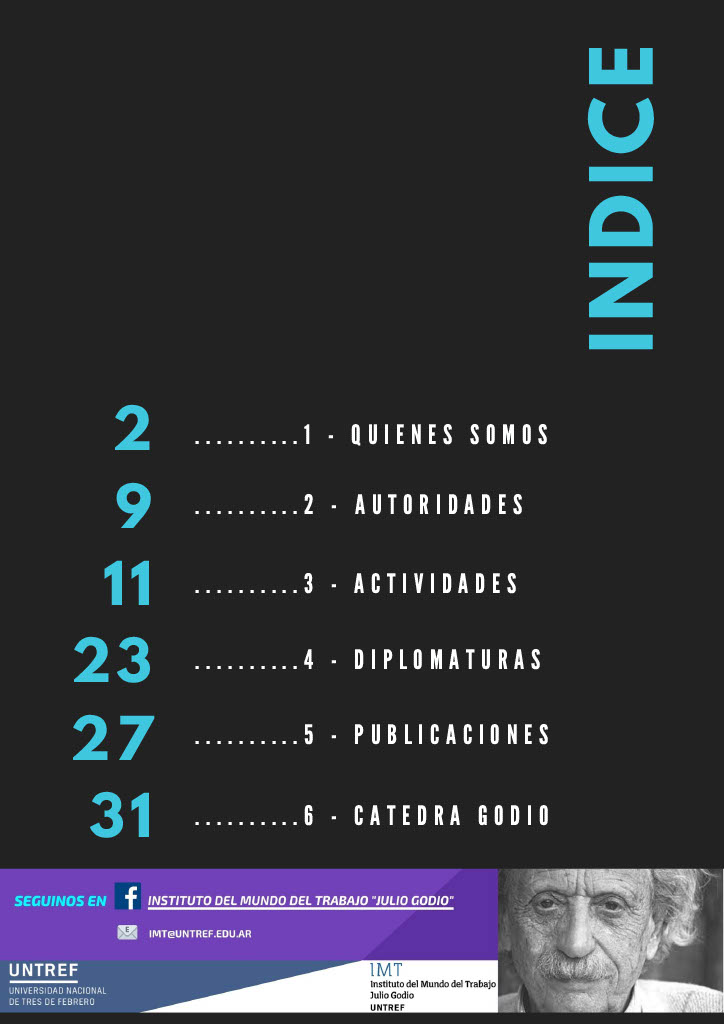 INDICE
2 ..........1 - QUIENES SOMOS
9 ..........2 - AUTORIDADES
11 ..........3 - ACTIVIDADES
23 ..........4 - DIPLOMATURAS
27 ..........5 - PUBLICACIONES
31 ..........6 - CATEDRA GODIO
SEGUINOS EN f INSTITUTO DEL MUNDO DEL TRABAJO "JULIO GODIO"
E IMT@UNTREF.EDU.AR
UNTREF
UNIVERSIDAD NACIONAL
DE TRES DE FEBRERO
IMT
Instituto del Mundo del Trabajo
Julio Godio
UNTREF